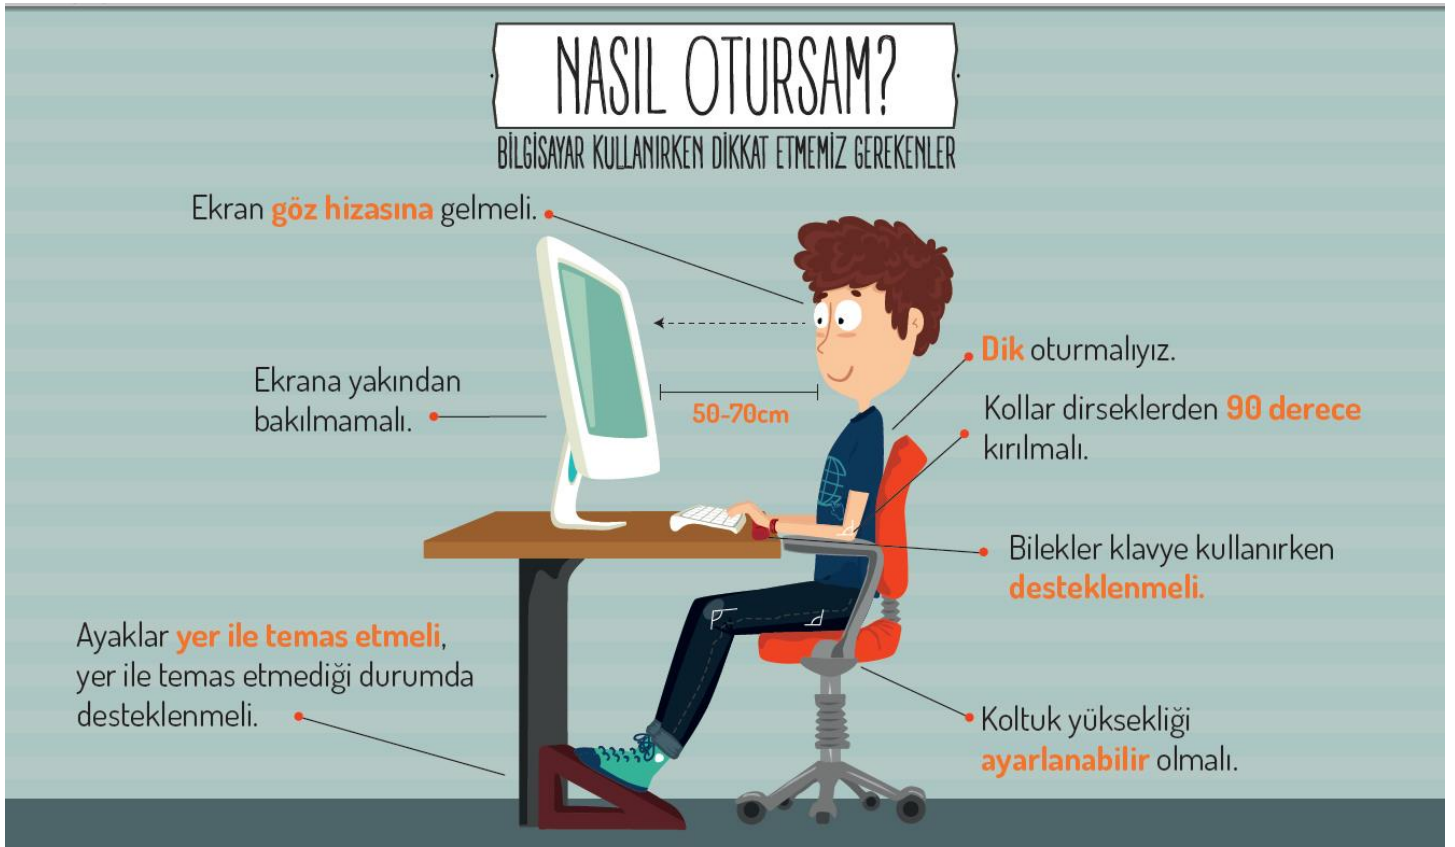 NASIL OTURSAM?
BİLGİSAYAR KULLANIRKEN DİKKAT ETMEMİZ GEREKENLER
Ekran göz hizasına gelmeli.
Ekrana yakından
bakılmamalı.
50-70cm
Dik oturmalıyız.
Kollar dirseklerden 90 derece
kırılmalı.
Bilekler klavye kullanırken
desteklenmeli.
Ayaklar yer ile temas etmeli,
yer ile temas etmediği durumda
desteklenmeli.
Koltuk yüksekliği
ayarlanabilir olmalı.